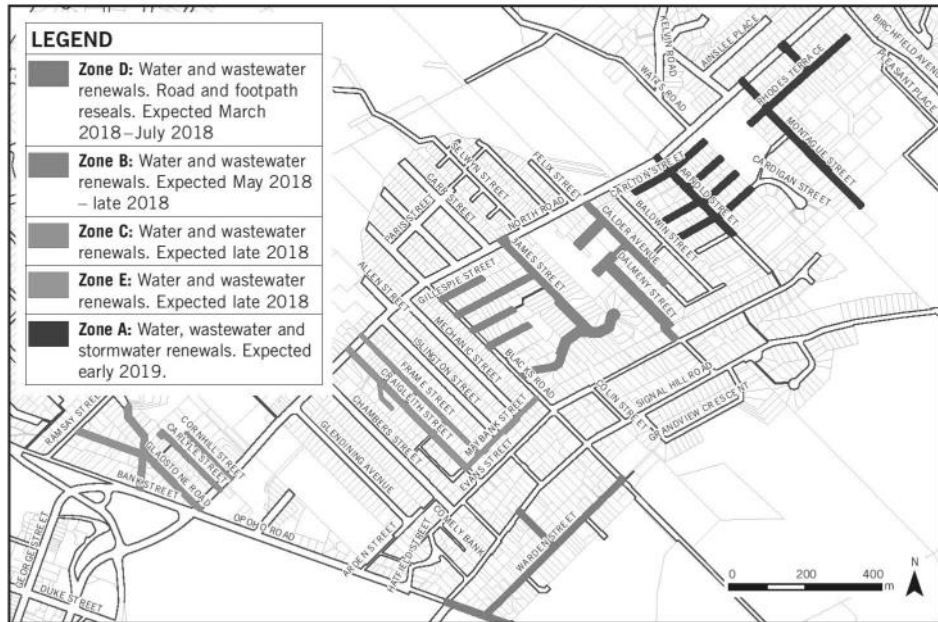 LEGEND
Zone D: Water and wastewater
renewals. Road and footpath
reseals. Expected March
2018–July 2018
Zone B: Water and wastewater
renewals. Expected May 2018
– late 2018
Zone C: Water and wastewater
renewals. Expected late 2018
Zone E: Water and wastewater
renewals. Expected late 2018
Zone A: Water, wastewater and
stormwater renewals. Expected
early 2019.
KELVIN ROAD
AINSLEE PLACE
BIRCHFIELD AVENUE
PLEASANT PLACE
WATTS ROAD
RHODES TERRACE
MONTAGUE STREET
CARDIGAN STREET
SELWYN STREET
FELIX STREET
CARR STREET
PARIS STREET
NORTH ROAD
CARLTON STREET
ARNOLD STREET
BALDWIN STREET
CALDER AVENUE
DALMENY STREET
JAMES STREET
GILLESPIE STREET
ALLEN STREET
MECHANIC STREET
ISLINGTON STREET
BLACKS ROAD
FRAME STREET
CRAIGLEITH STREET
CHAMBERS STREET
GLENDINING AVENUE
MAYBANK STREET
EVANS STREET
COLIN STREET
SIGNAL HILL ROAD
GRANDVIEW CRESCENT
RAMSAY STREET
CORNHILL STREET
CARLYLE STREET
GLADSTONE ROAD
BANK STREET
OPOHO ROAD
ARDEN STREET
HATFIELD STREET
COMELY BANK
WARDEN STREET
GEORGE STREET
DUKE STREET
0 200 400
m
N